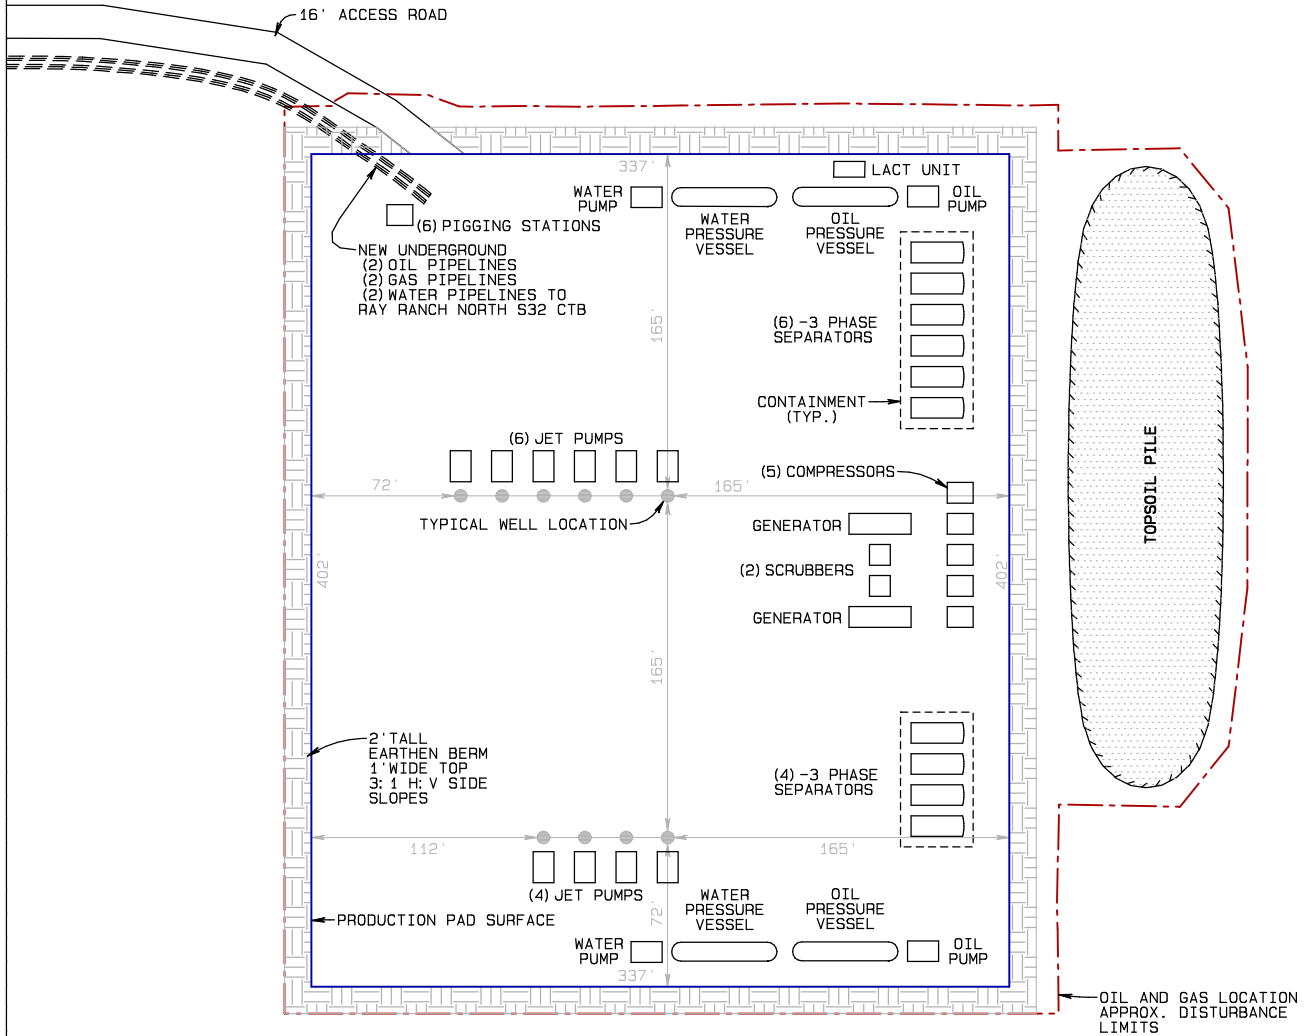 16' ACCESS ROAD
337'
LACT UNIT
WATER
PUMP
OIL
PUMP
WATER
PRESSURE
VESSEL
OIL
PRESSURE
VESSEL
(6) PIGGING STATIONS
NEW UNDERGROUND
(2) OIL PIPELINES
(2) GAS PIPELINES
(2) WATER PIPELINES TO
RAY RANCH NORTH S32 CTB
165'
(6) -3 PHASE
SEPARATORS
CONTAINMENT
(TYP.)
(6) JET PUMPS
72'
165'
(5) COMPRESSORS
TYPICAL WELL LOCATION
GENERATOR
(2) SCRUBBERS
GENERATOR
402'
402'
TOPSOIL PILE
165'
2' TALL
EARTHEN BERM
1' WIDE TOP
3:1 H:V SIDE
SLOPES
(4) -3 PHASE
SEPARATORS
112'
165'
(4) JET PUMPS
72'
WATER
PRESSURE
VESSEL
OIL
PRESSURE
VESSEL
PRODUCTION PAD SURFACE
WATER
PUMP
OIL
PUMP
337'
OIL AND GAS LOCATION
APPROX. DISTURBANCE
LIMITS